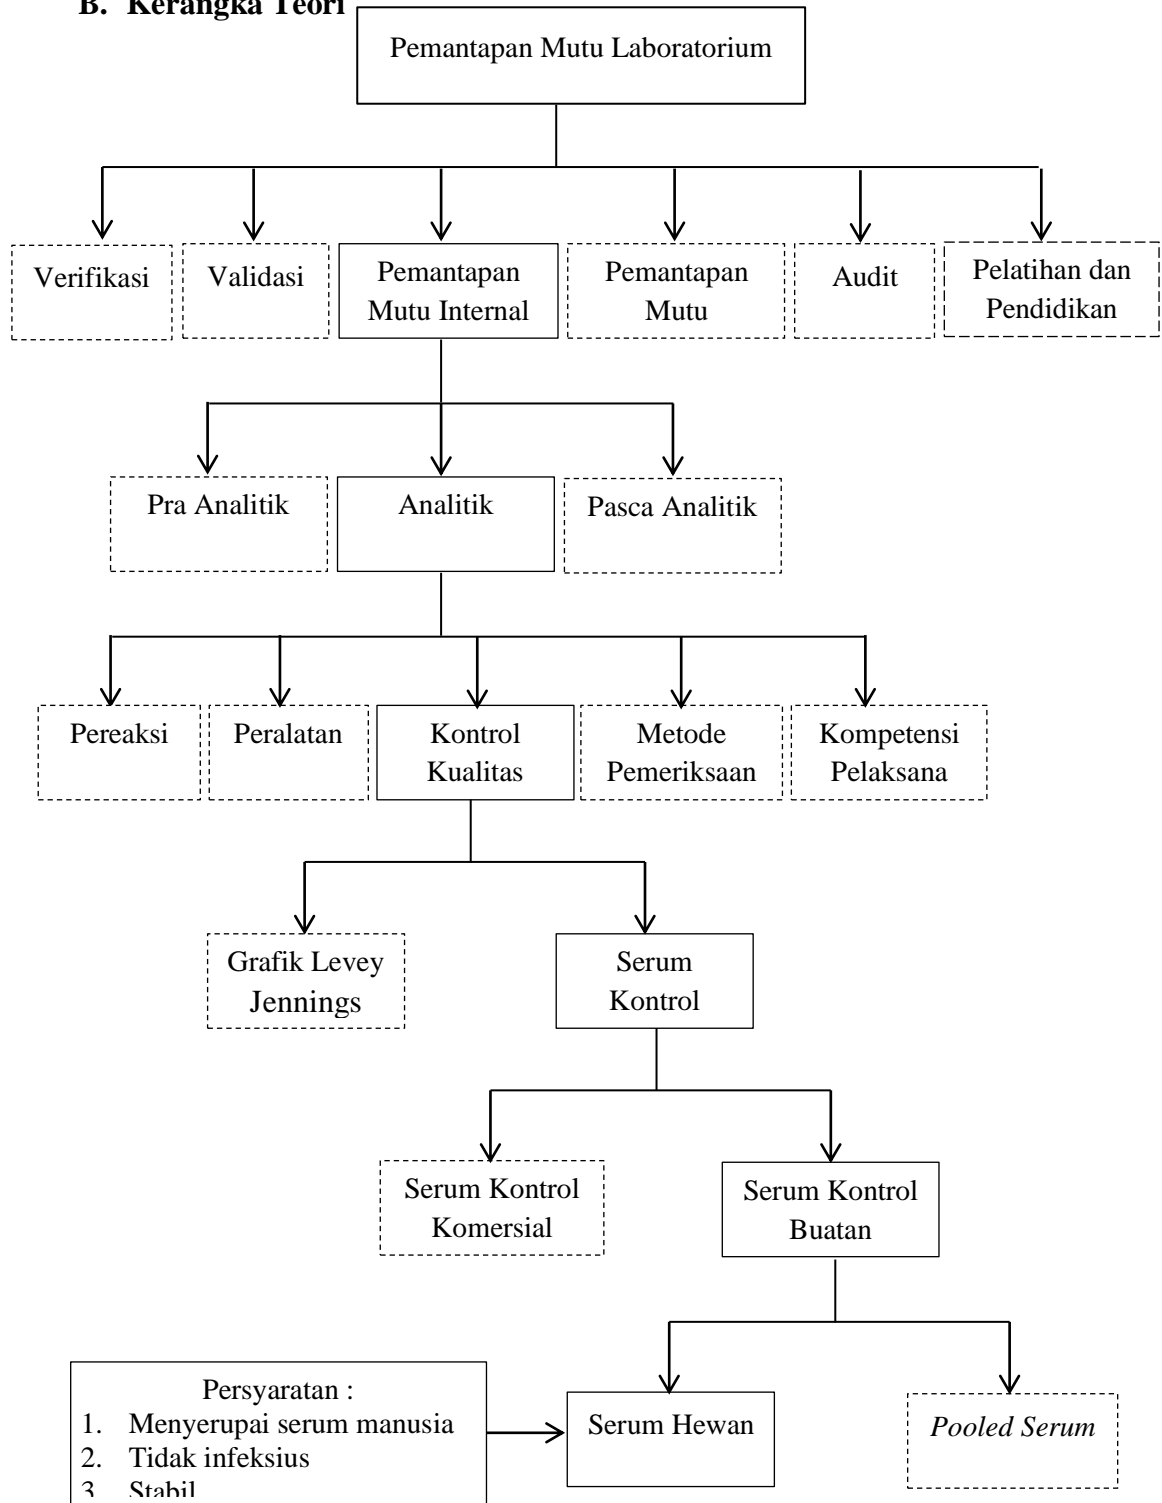 B. Kerangka Teori
Pemantapan Mutu Laboratorium
Verifikasi
Validasi
Pemantapan
Mutu Internal
Pemantapan
Mutu
Audit
Pelatihan dan
Pendidikan
Pra Analitik
Analitik
Pasca Analitik
Pereaksi
Peralatan
Kontrol
Kualitas
Metode
Pemeriksaan
Kompetensi
Pelaksana
Grafik Levey
Jennings
Serum
Kontrol
Serum Kontrol
Komersial
Serum Kontrol
Buatan
Persyaratan :
1. Menyerupai serum manusia
2. Tidak infeksius
3. Stabil
Serum Hewan
Pooled Serum